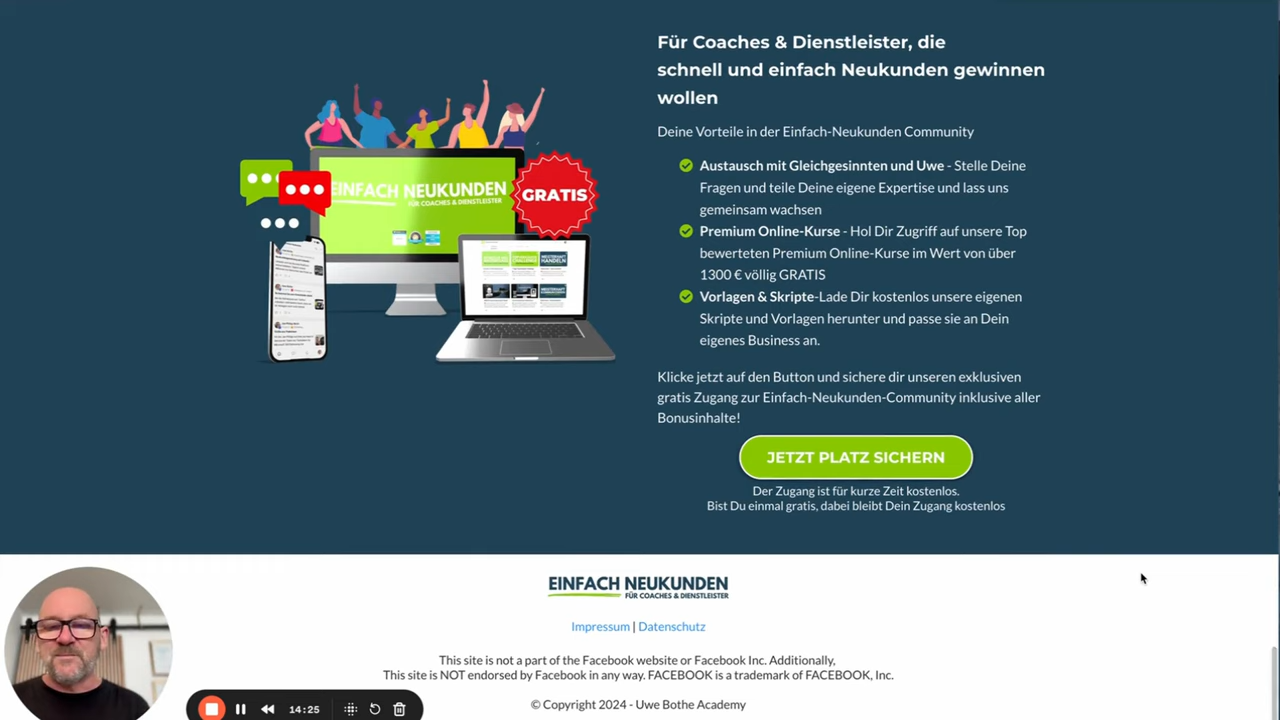 Für Coaches & Dienstleister, die
schnell und einfach Neukunden gewinnen
wollen
Deine Vorteile in der Einfach-Neukunden Community
Austausch mit Gleichgesinnten und Uwe - Stelle Deine
Fragen und teile Deine eigene Expertise und lass uns
gemeinsam wachsen
Premium Online-Kurse - Hol Dir Zugriff auf unsere Top
bewerteten Premium Online-Kurse im Wert von über
1300 € völlig GRATIS
Vorlagen & Skripte-Lade Dir kostenlos unsere eigenen
Skripte und Vorlagen herunter und passe sie an Dein
eigenes Business an.
Klicke jetzt auf den Button und sichere dir unseren exklusiven
gratis Zugang zur Einfach-Neukunden-Community inklusive aller
Bonusinhalte!
JETZT PLATZ SICHERN
Der Zugang ist für kurze Zeit kostenlos.
Bist Du einmal gratis, dabei bleibt Dein Zugang kostenlos
EINFACH NEUKUNDEN
FÜR COACHES & DIENSTLEISTER
GRATIS
EINFACH NEUKUNDEN
FÜR COACHES & DIENSTLEISTER
Impressum | Datenschutz
This site is not a part of the Facebook website or Facebook Inc. Additionally,
This site is NOT endorsed by Facebook in any way. FACEBOOK is a trademark of FACEBOOK, Inc.
© Copyright 2024 - Uwe Bothe Academy
14:25